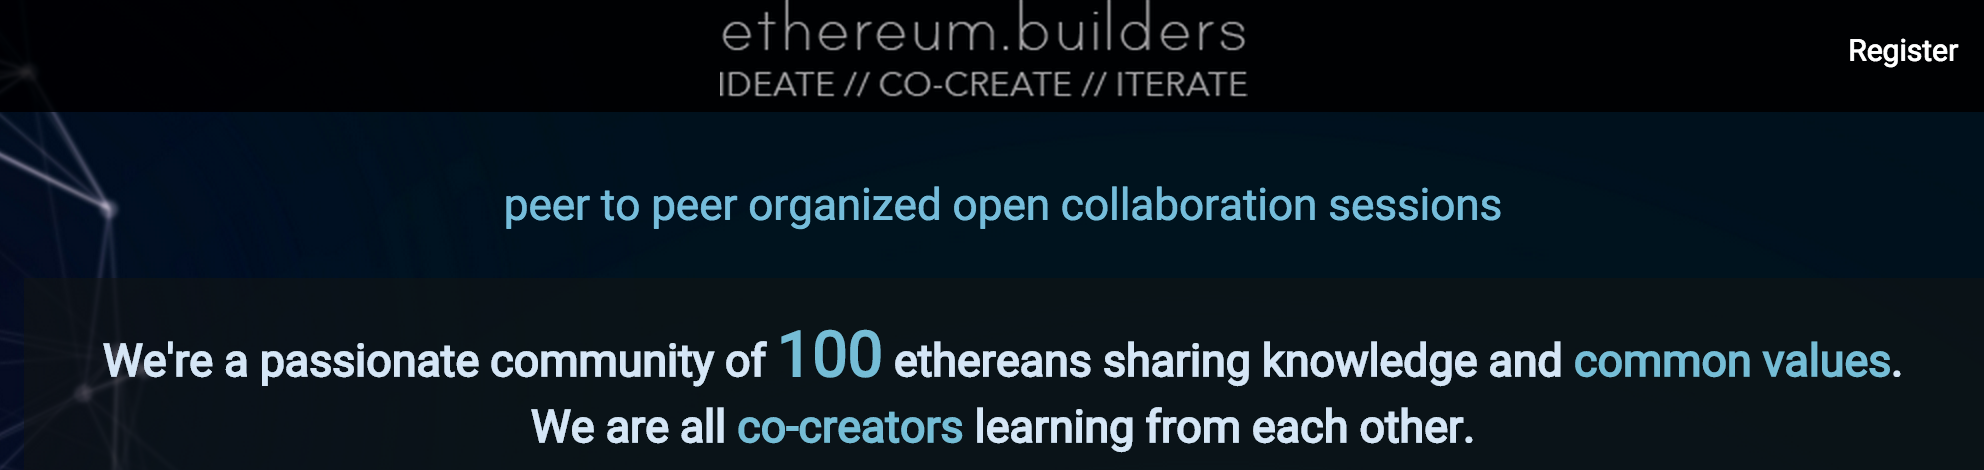 ethereum.builders
IDEATE // CO-CREATE // ITERATE
Register
peer to peer organized open collaboration sessions
We're a passionate community of 100 ethereans sharing knowledge and common values.
We are all co-creators learning from each other.